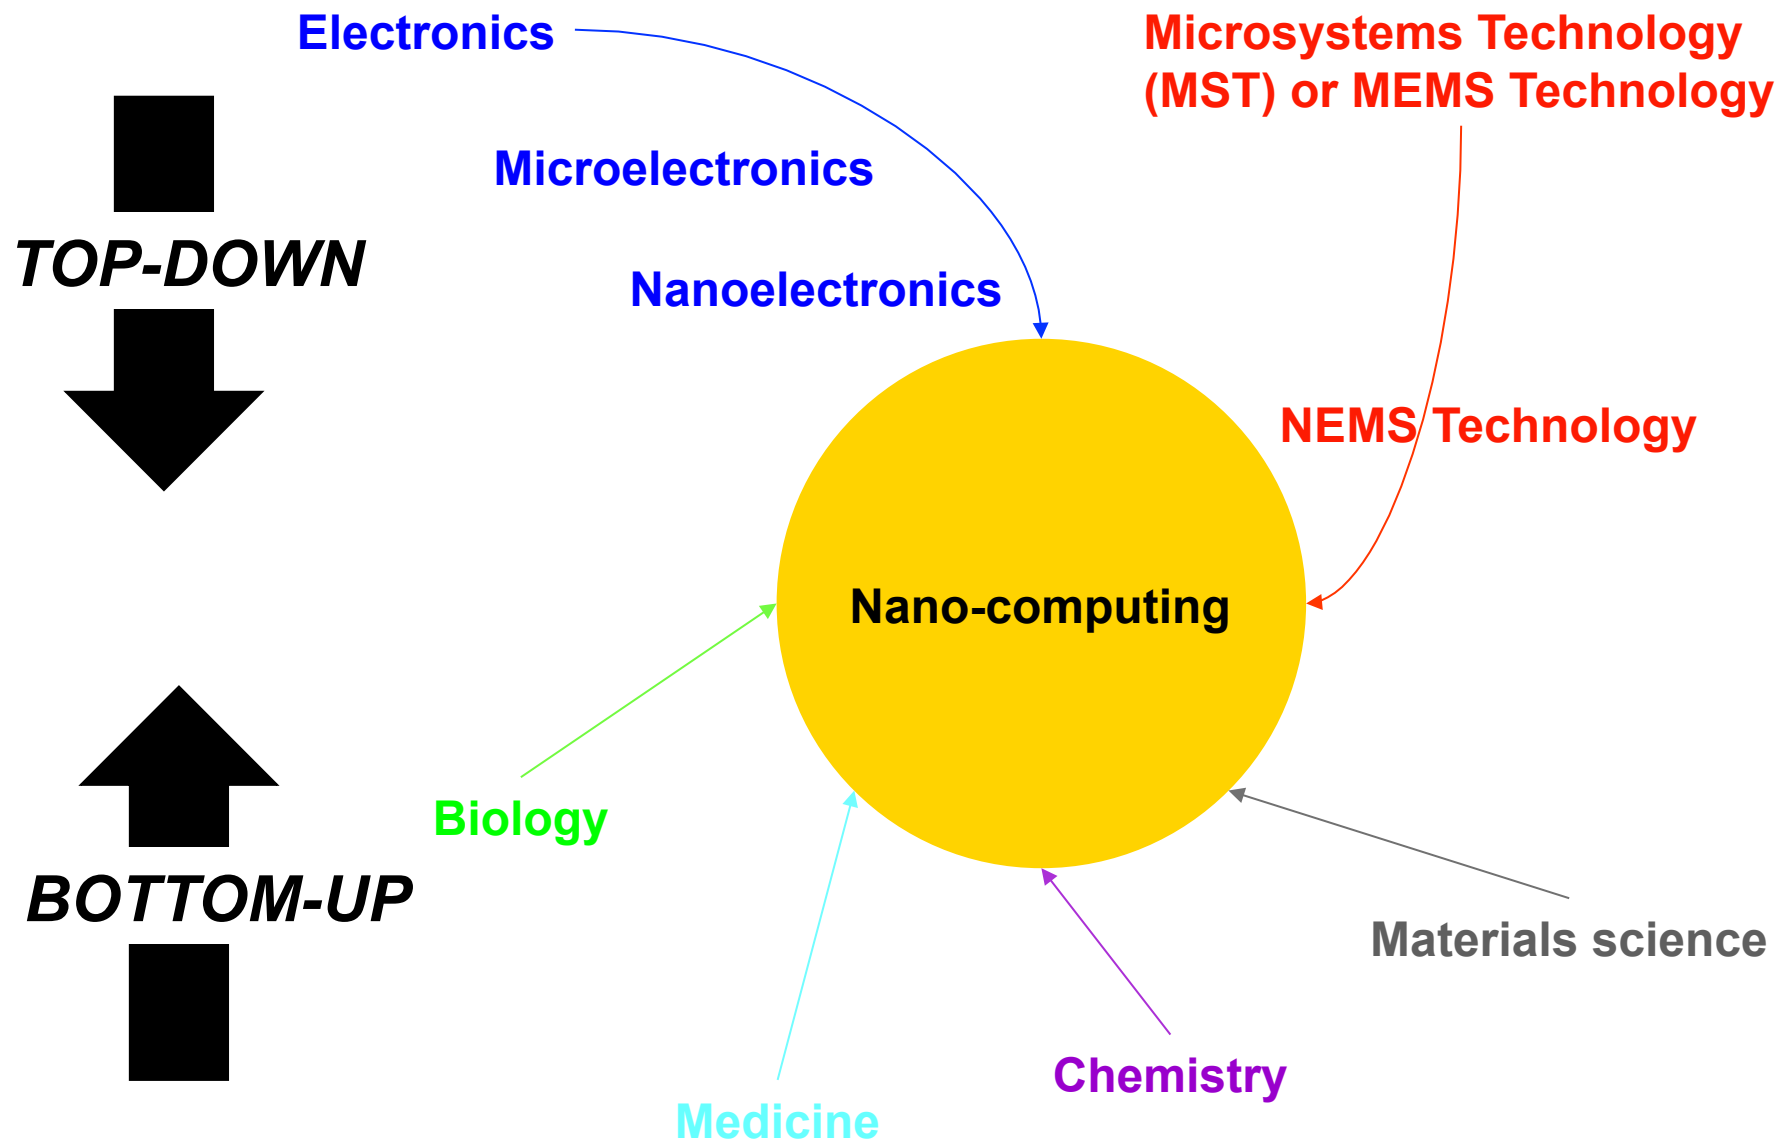 Electronics
Microsystems Technology
(MST) or MEMS Technology
Microelectronics
TOP-DOWN
Nanoelectronics
NEMS Technology
Nano-computing
Biology
BOTTOM-UP
Materials science
Chemistry
Medicine